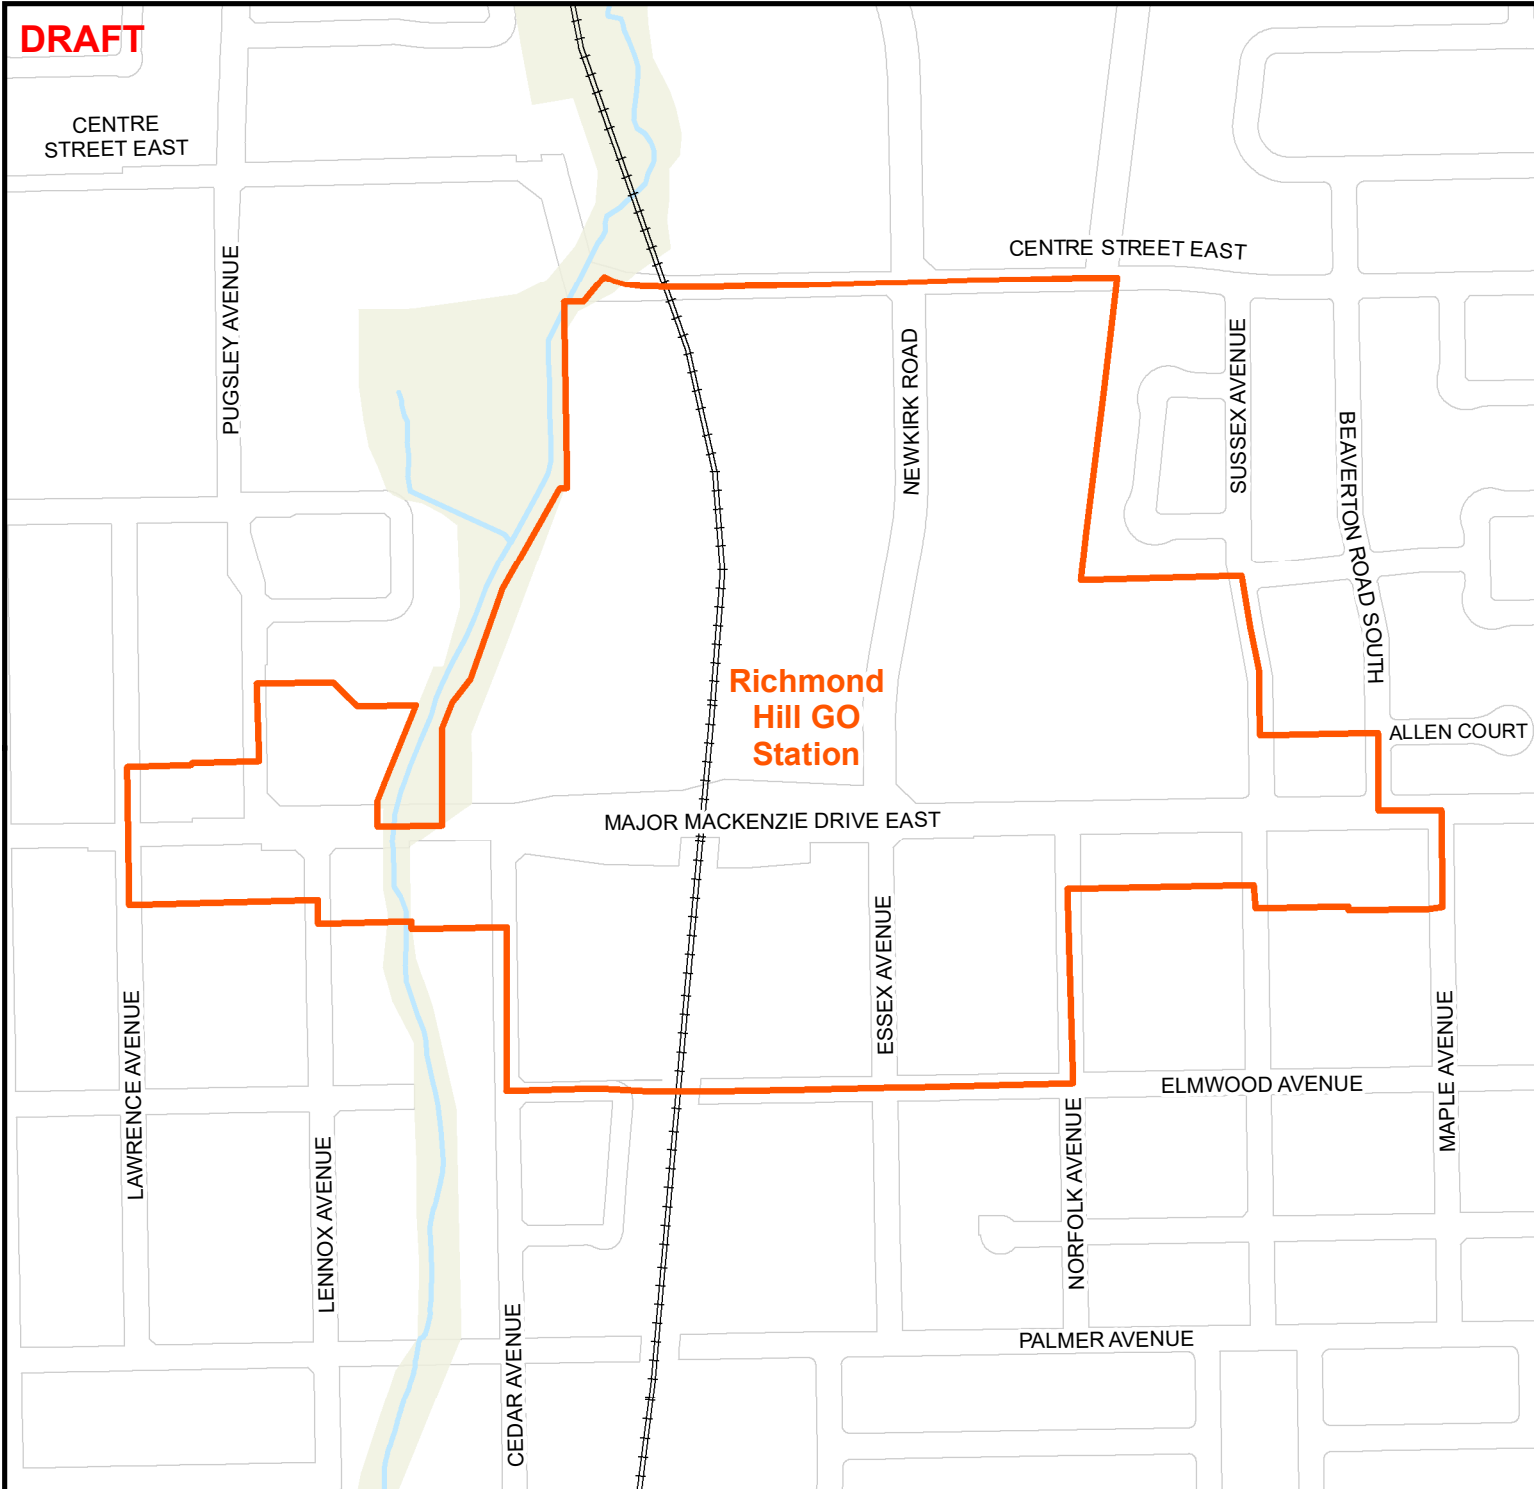 DRAFT
CENTRE
STREET EAST
CENTRE STREET EAST
PUGSLEY AVENUE
NEWKIRK ROAD
SUSSEX AVENUE
BEAVERTON ROAD SOUTH
Richmond
Hill GO
Station
ALLEN COURT
MAJOR MACKENZIE DRIVE EAST
ESSEX AVENUE
LAWRENCE AVENUE
MAPLE AVENUE
ELMWOOD AVENUE
LENNOX AVENUE
NORFOLK AVENUE
CEDAR AVENUE
PALMER AVENUE